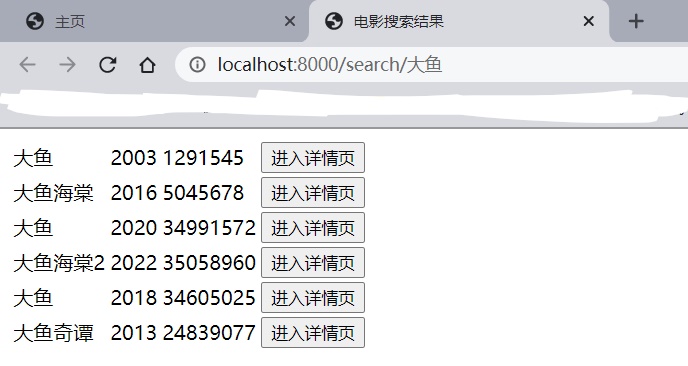 主页 电影搜索结果
localhost:8000/search/大鱼
大鱼 2003 1291545 进入详情页
大鱼海棠 2016 5045678 进入详情页
大鱼 2020 34991572 进入详情页
大鱼海棠2 2022 35058960 进入详情页
大鱼 2018 34605025 进入详情页
大鱼奇谭 2013 24839077 进入详情页